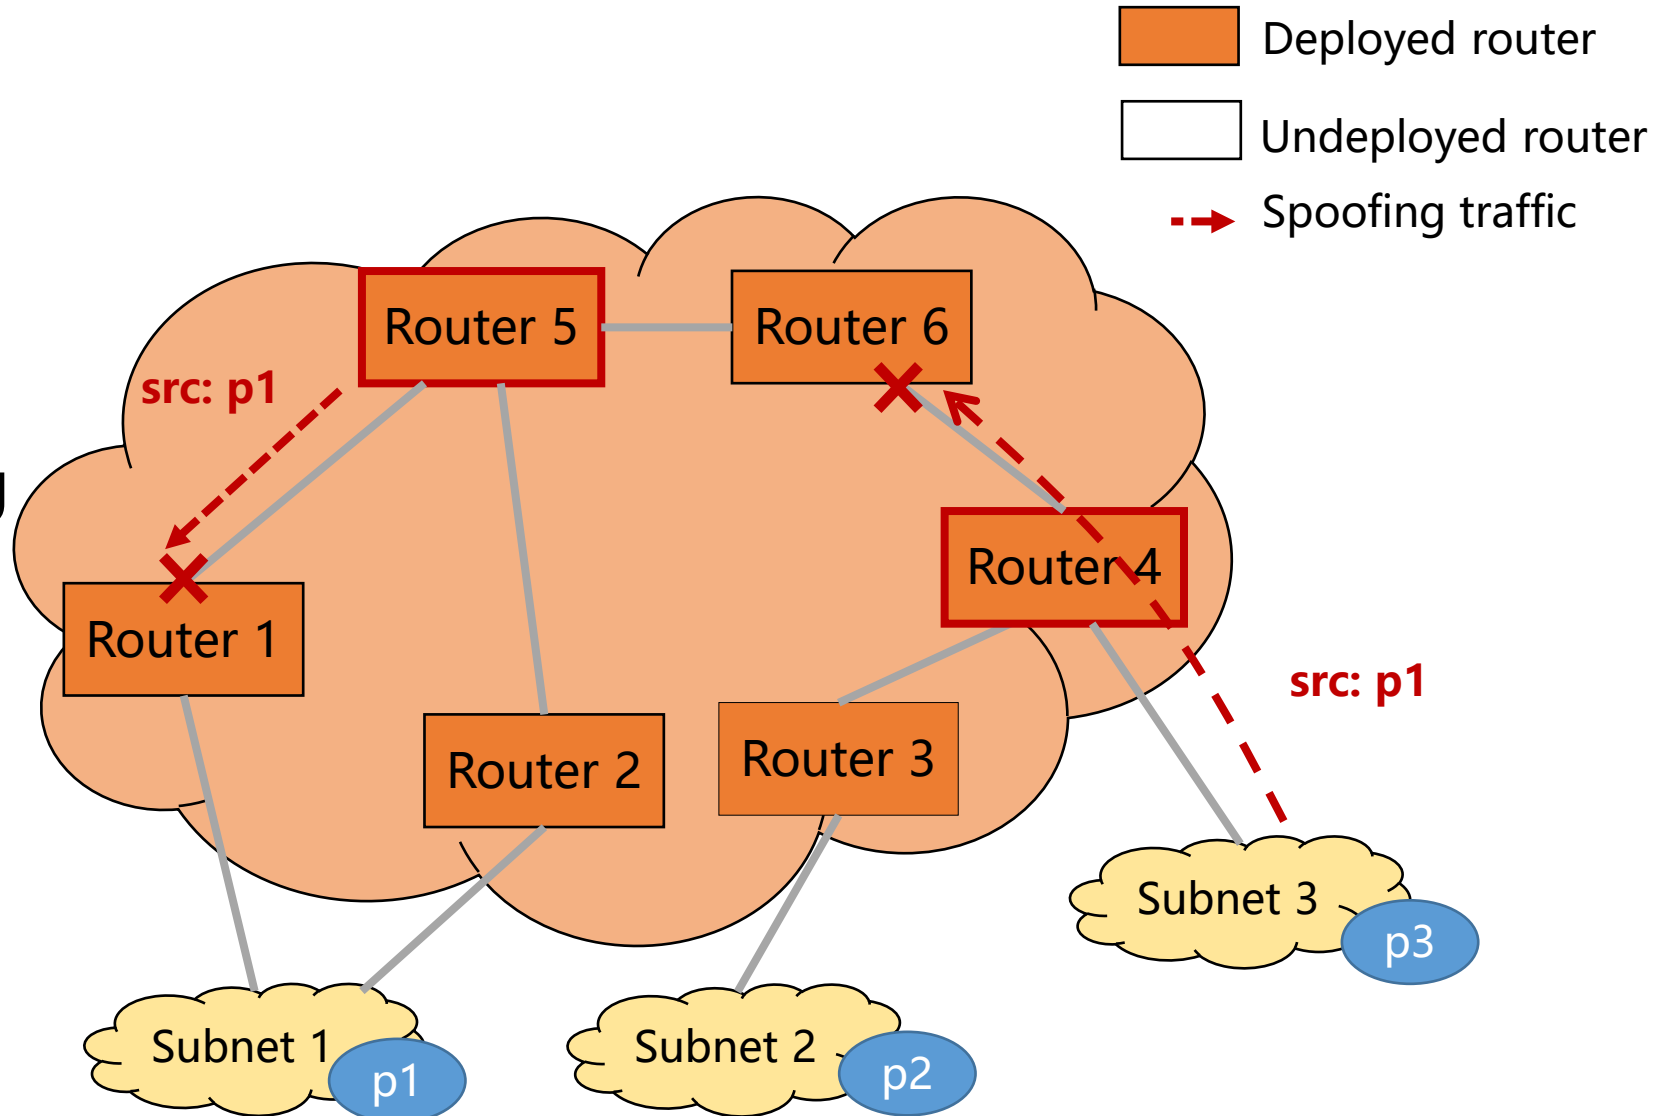 Deployed router
Undeployed router
Spoofing traffic
Router 5
Router 6
src: p1
Router 4
Router 1
src: p1
Router 2
Router 3
Subnet 3
p3
Subnet 1
p1
Subnet 2
p2